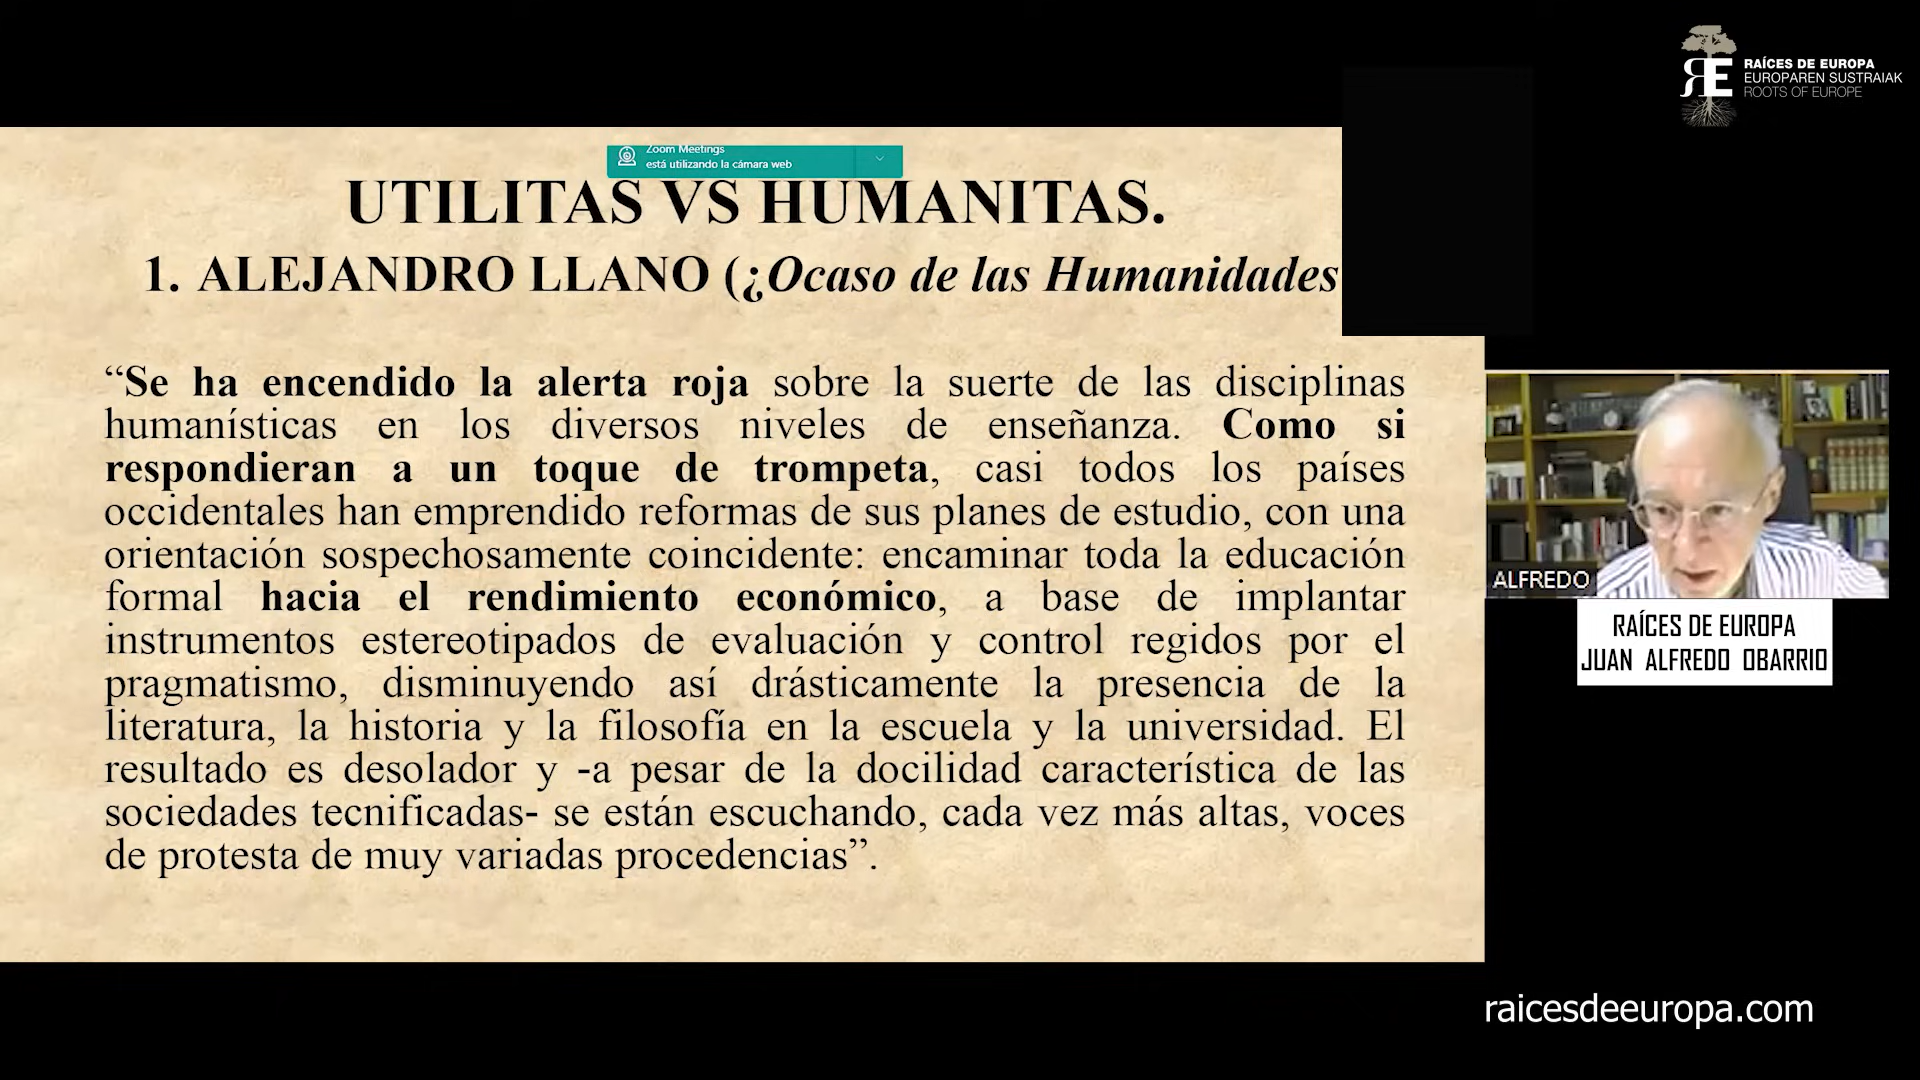 RAÍCES DE EUROPA
EUROPAREN SUSTRAIAK
ROOTS OF EUROPE
Zoom Meetings
está utilizando la cámara web
UTILITAS VS HUMANITAS.
1. ALEJANDRO LLANO (¿Ocaso de las Humanidades
“Se ha encendido la alerta roja sobre la suerte de las disciplinas
humanísticas en los diversos niveles de enseñanza. Como si
respondieran a un toque de trompeta, casi todos los países
occidentales han emprendido reformas de sus planes de estudio, con una
orientación sospechosamente coincidente: encaminar toda la educación
formal hacia el rendimiento económico, a base de implantar
instrumentos estereotipados de evaluación y control regidos por el
pragmatismo, disminuyendo así drásticamente la presencia de la
literatura, la historia y la filosofía en la escuela y la universidad. El
resultado es desolador y -a pesar de la docilidad característica de las
sociedades tecnificadas- se están escuchando, cada vez más altas, voces
de protesta de muy variadas procedencias”.
ALFREDO
RAÍCES DE EUROPA
JUAN ALFREDO OBARRIO
raicesdeeuropa.com